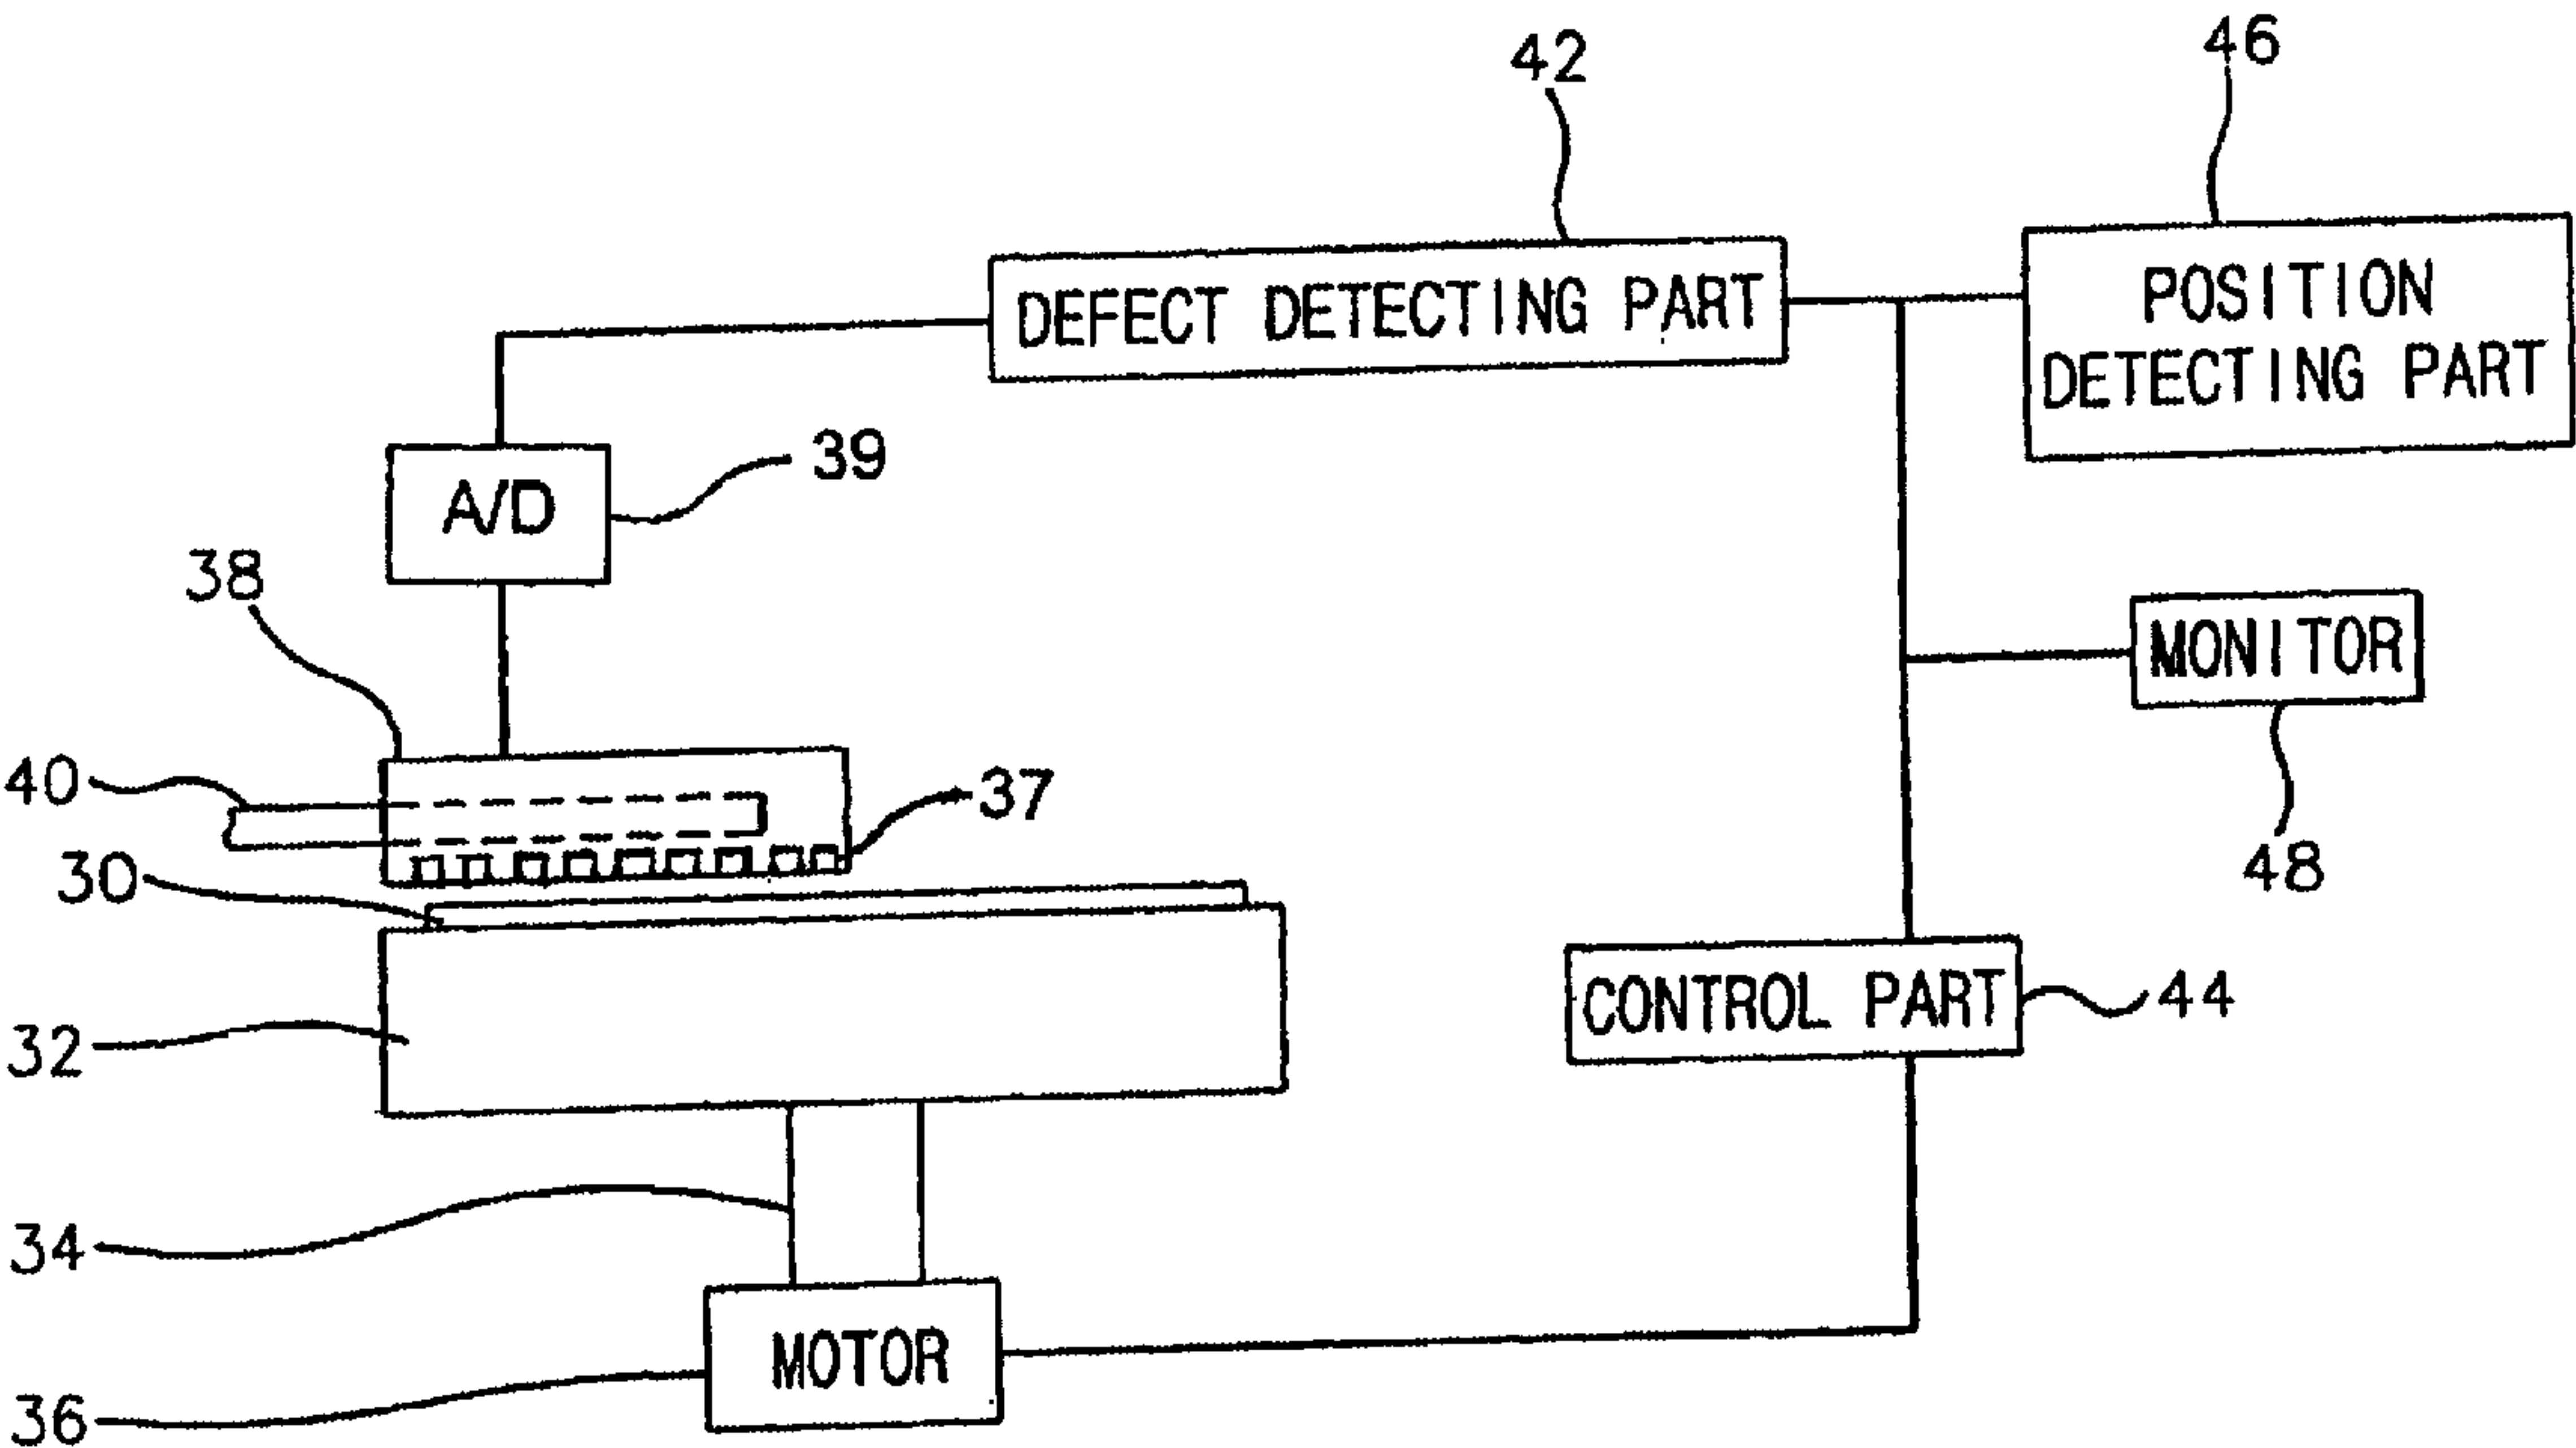 42
46
DEFECT DETECTING PART
POSITION
DETECTING PART
A/D
39
38
MONITOR
40
37
30
48
CONTROL PART
44
32
34
MOTOR
36